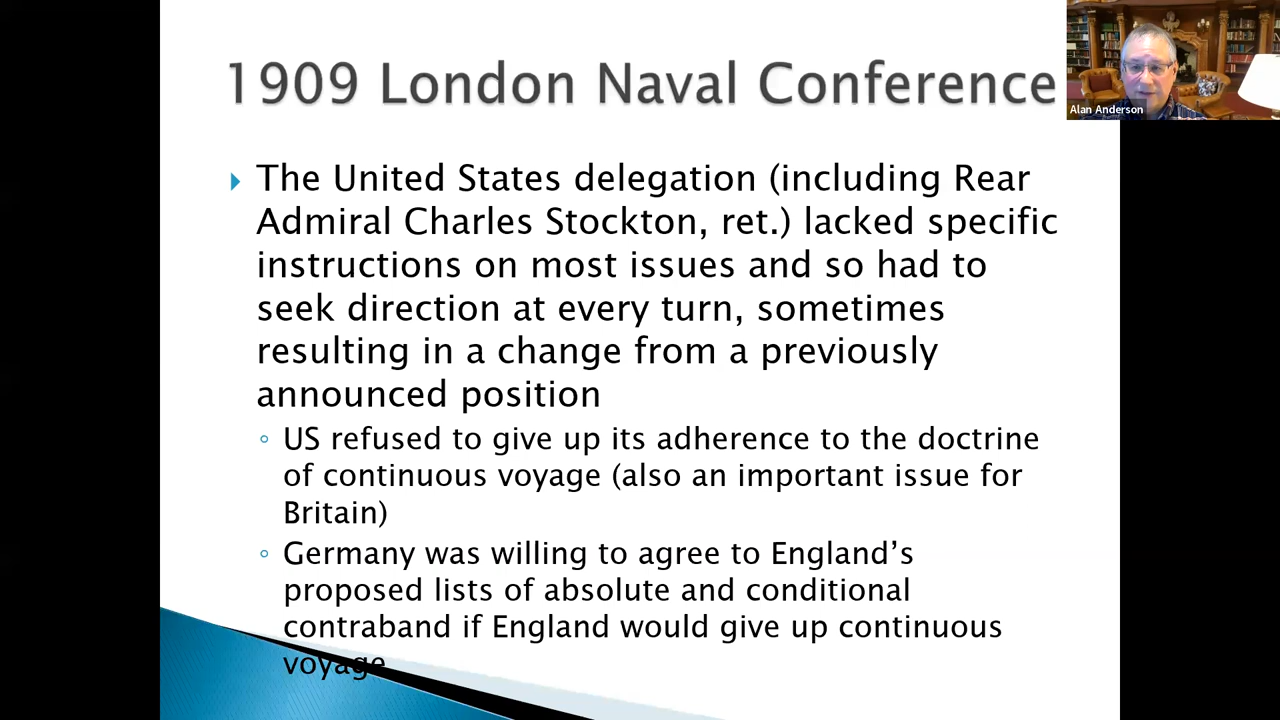 1909 London Naval Conference
Alan Anderson
The United States delegation (including Rear
Admiral Charles Stockton, ret.) lacked specific
instructions on most issues and so had to
seek direction at every turn, sometimes
resulting in a change from a previously
announced position
US refused to give up its adherence to the doctrine
of continuous voyage (also an important issue for
Britain)
Germany was willing to agree to England’s
proposed lists of absolute and conditional
contraband if England would give up continuous
voyage